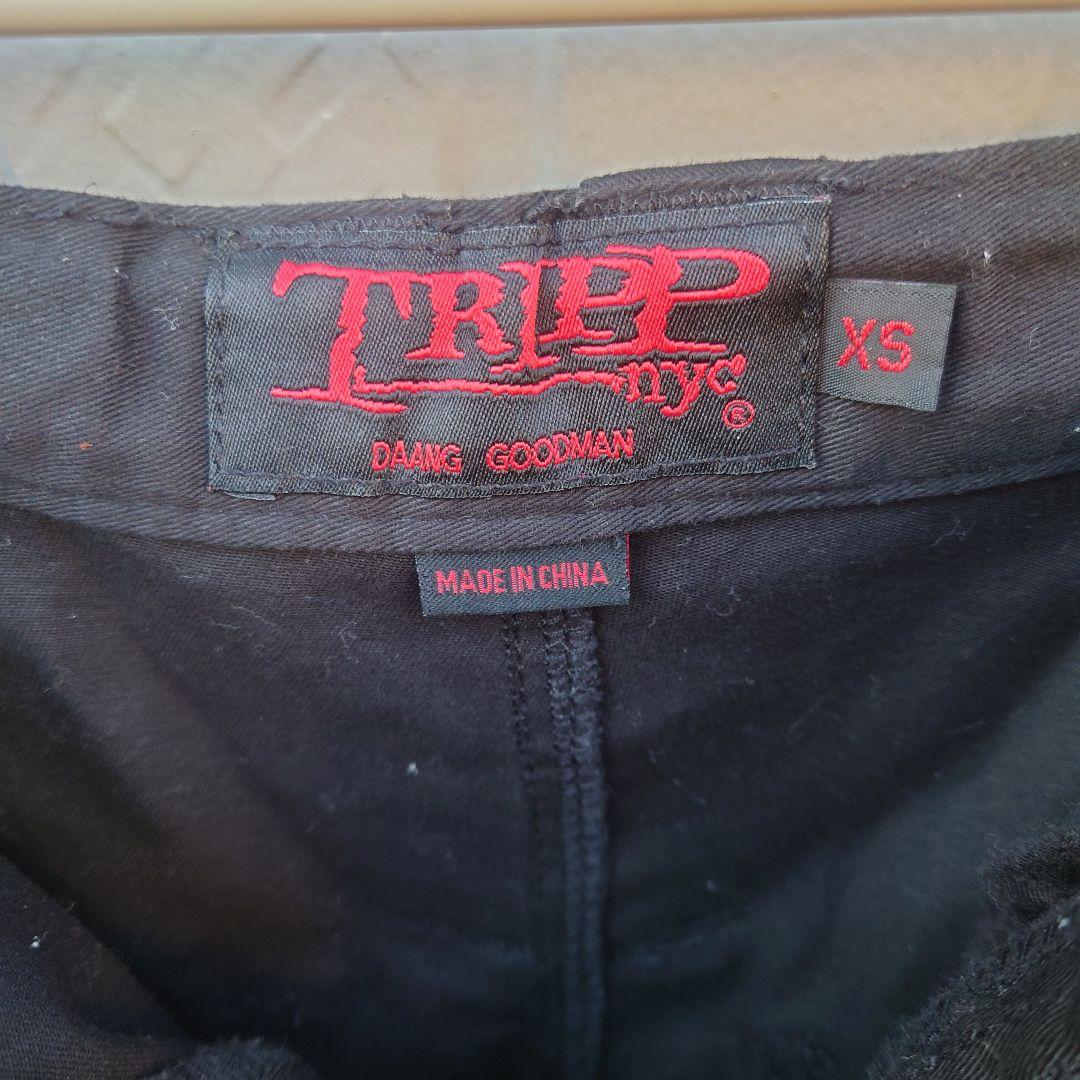 TRIPP
nyc®
DAANG GOODMAN
XS
MADE IN CHINA